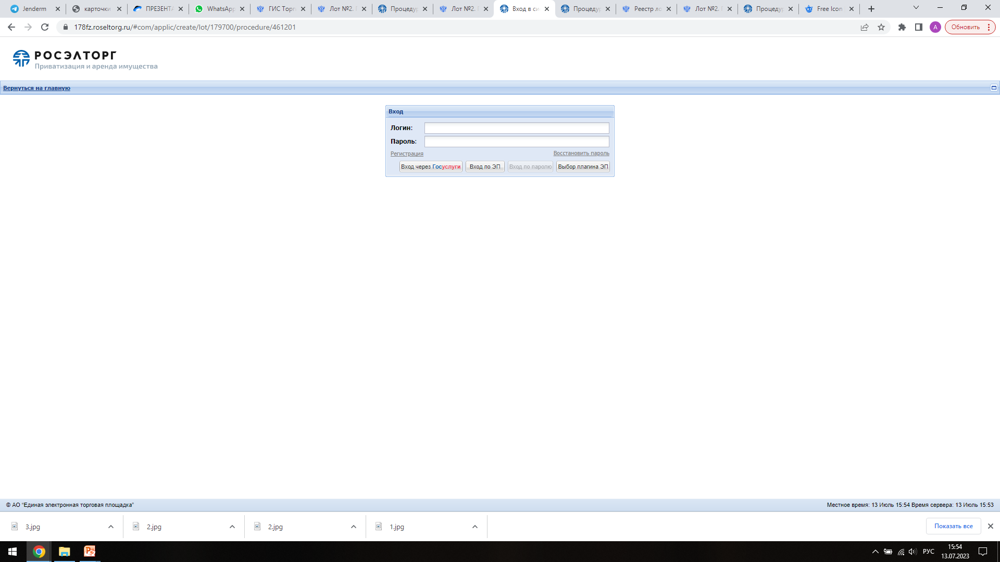 Jenderm
карточки
ПРЕЗЕНТА
WhatsApp
ГИС Торг
Лот №2.
Процедур
Лот №2.
Вход в си
Процедур
Реестр ло
Лот №2.
Процедур
Free Icon
178fz.roseltorg.ru/#com/applic/create/lot/179700/procedure/461201
A
Обновить
РОСЭЛТОРГ
Приватизация и аренда имущества
Вернуться на главную
Вход
Логин:
Пароль:
Регистрация
Восстановить пароль
Вход через Госуслуги
Вход по ЭП
Вход по паролю
Выбор плагина ЭП
© АО "Единая электронная торговая площадка"
Местное время: 13 Июль 15:54 Время сервера: 13 Июль 15:53
3.jpg
2.jpg
2.jpg
1.jpg
Показать все
РУС
15:54
13.07.2023